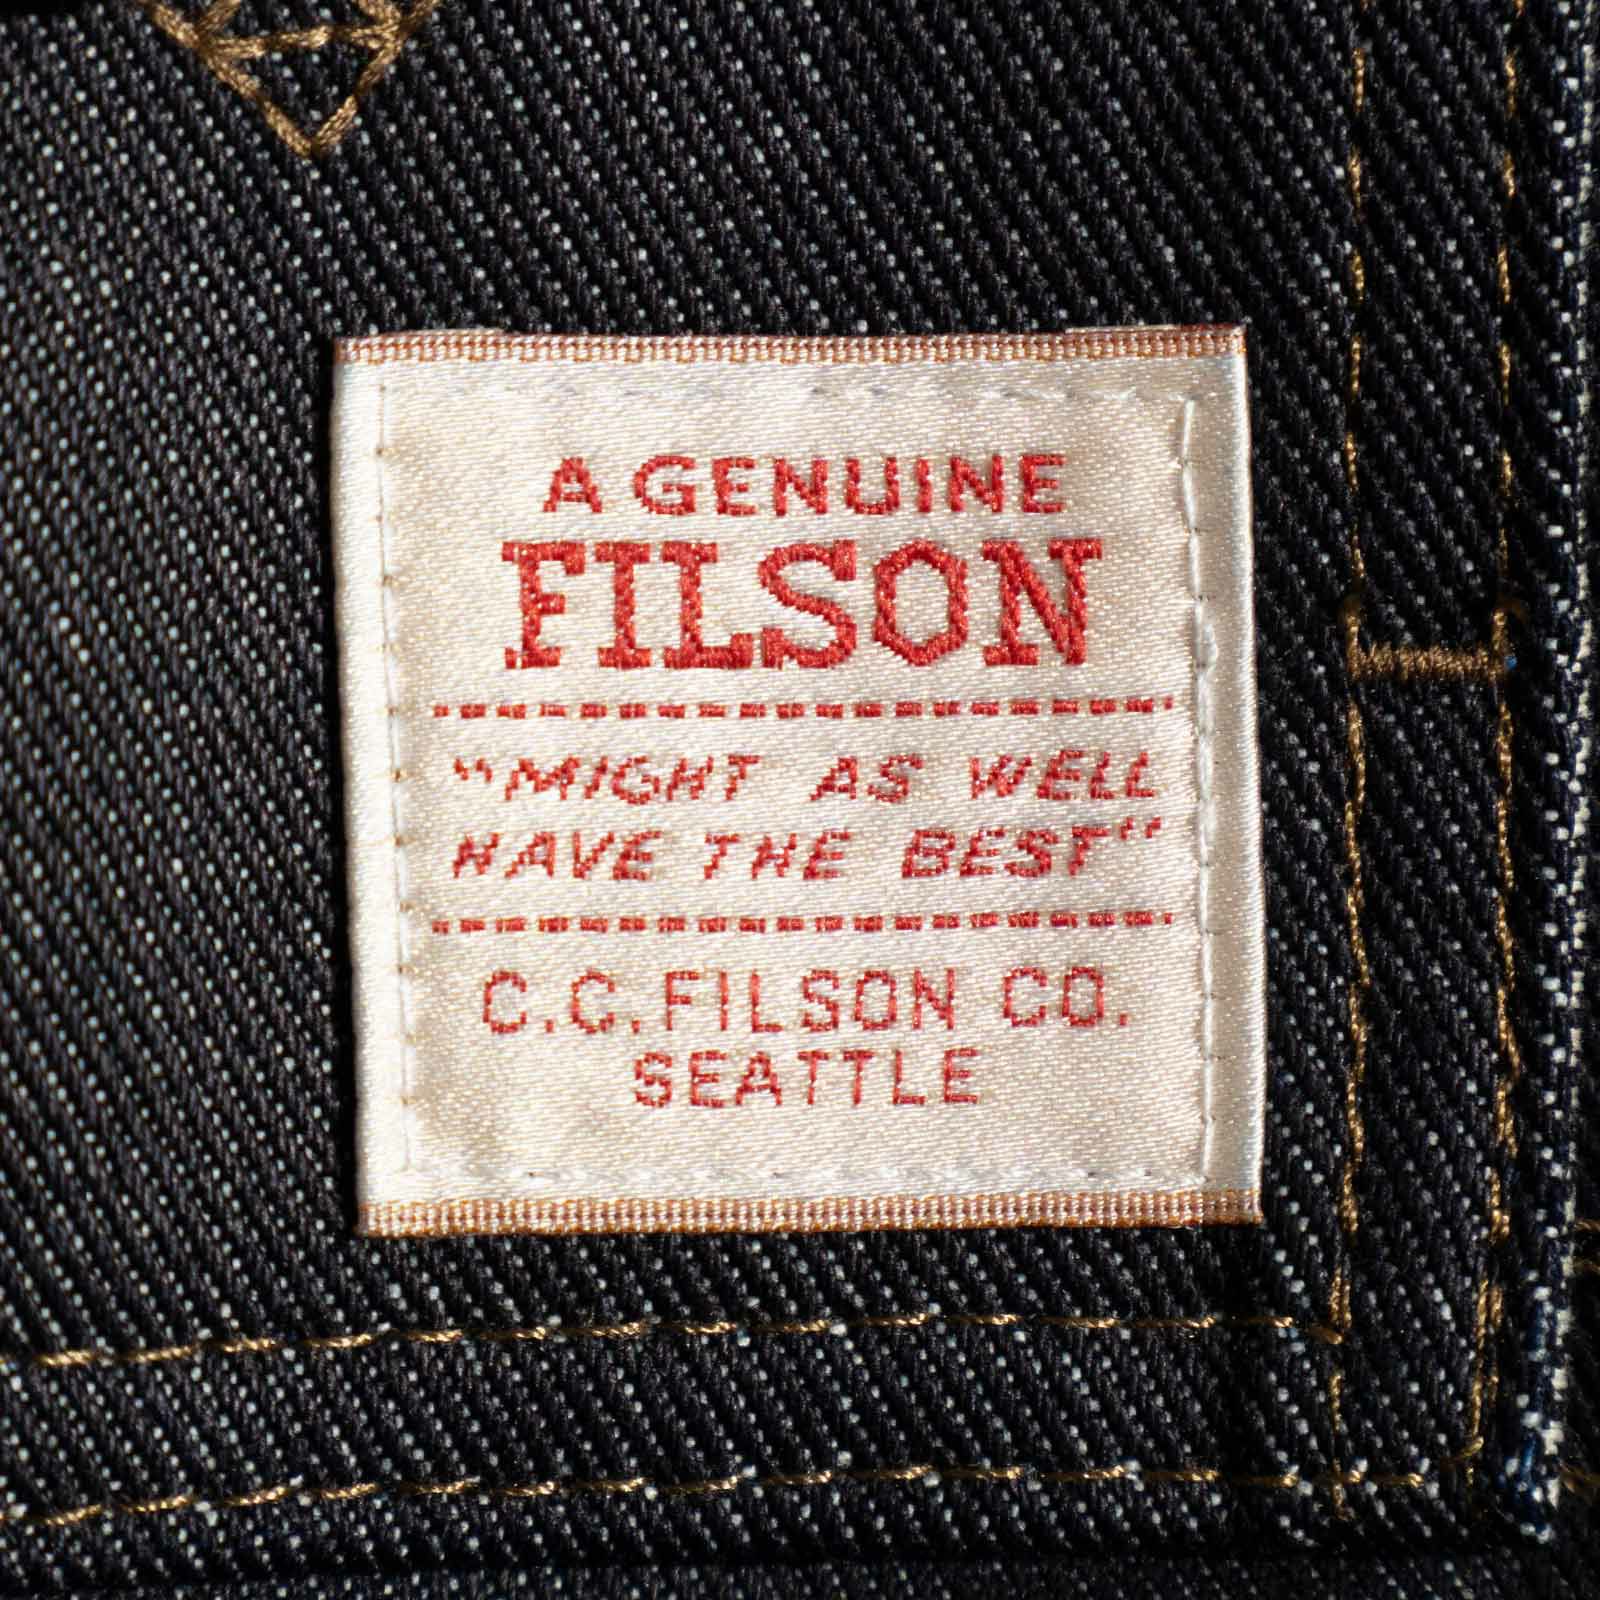 A GENUINE
FILSON
"MIGHT AS WELL
HAVE THE BEST"
C.C. FILSON CO.
SEATTLE